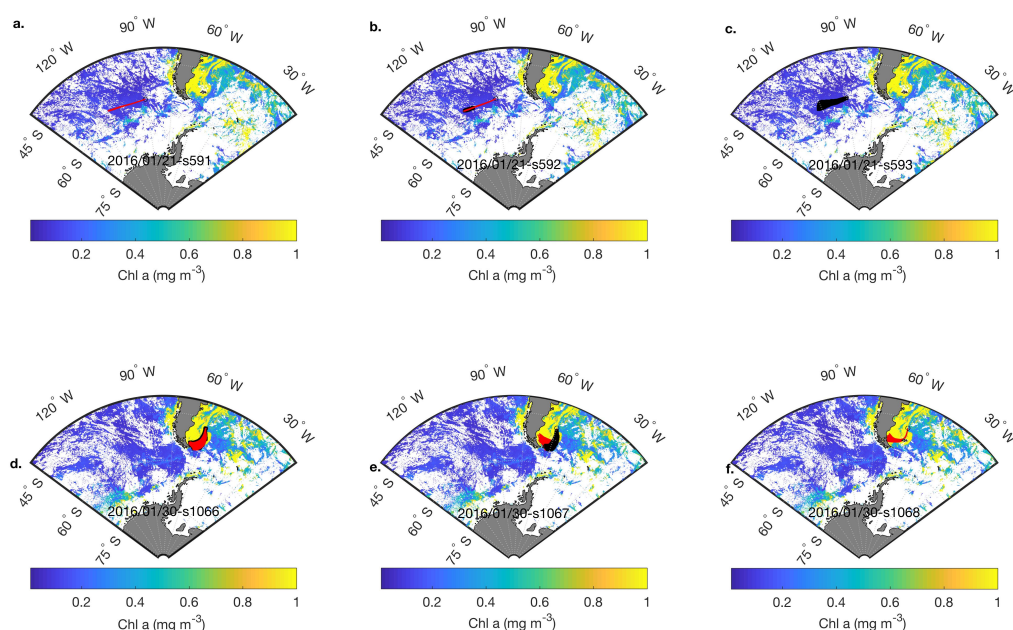 a.
120° W
90° W
60° W
30° W
45° S
60° S
75° S
2016/01/21-s591
0.2 0.4 0.6 0.8 1
Chl a (mg m⁻³)
b.
120° W
90° W
60° W
30° W
45° S
60° S
75° S
2016/01/21-s592
0.2 0.4 0.6 0.8 1
Chl a (mg m⁻³)
c.
120° W
90° W
60° W
30° W
45° S
60° S
75° S
2016/01/21-s593
0.2 0.4 0.6 0.8 1
Chl a (mg m⁻³)
d.
120° W
90° W
60° W
30° W
45° S
60° S
75° S
2016/01/30-s1066
0.2 0.4 0.6 0.8 1
Chl a (mg m⁻³)
e.
120° W
90° W
60° W
30° W
45° S
60° S
75° S
2016/01/30-s1067
0.2 0.4 0.6 0.8 1
Chl a (mg m⁻³)
f.
120° W
90° W
60° W
30° W
45° S
60° S
75° S
2016/01/30-s1068
0.2 0.4 0.6 0.8 1
Chl a (mg m⁻³)